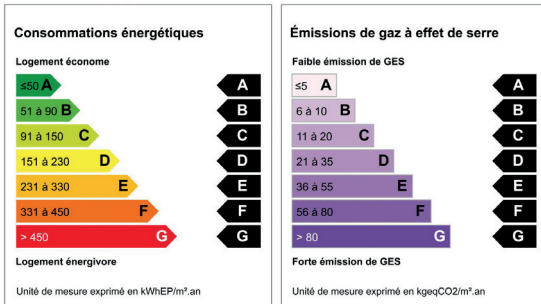 Consommations énergétiques
Logement économe
≤50 A A
51 à 90 B B
91 à 150 C C
151 à 230 D D
231 à 330 E E
331 à 450 F F
> 450 G G
Logement énergivore
Unité de mesure exprimé en kWhEP/m².an
Émissions de gaz à effet de serre
Faible émission de GES
≤5 A A
6 à 10 B B
11 à 20 C C
21 à 35 D D
36 à 55 E E
56 à 80 F F
> 80 G G
Forte émission de GES
Unité de mesure exprimé en kgeqCO2/m².an